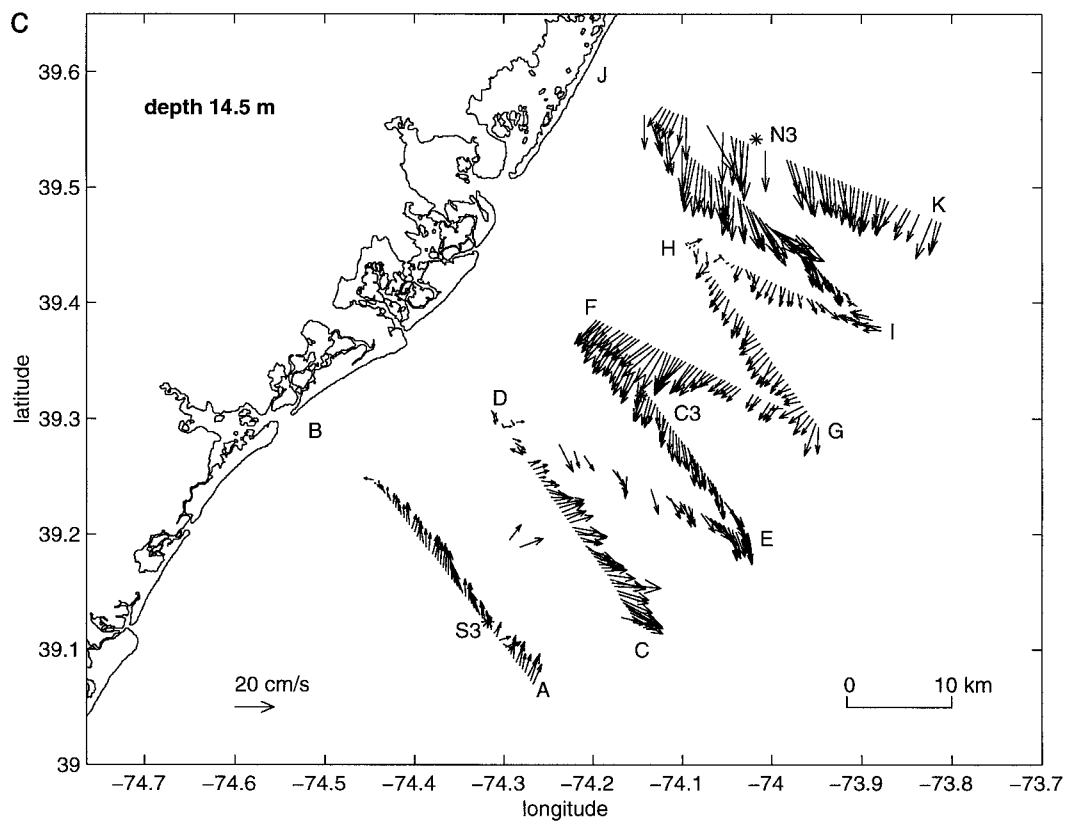 C
depth 14.5 m
J
N3
K
H
I
F
C3
D
G
B
E
S3
C
A
20 cm/s
0 10 km
39.6
39.5
39.4
39.3
39.2
39.1
39
latitude
−74.7 −74.6 −74.5 −74.4 −74.3 −74.2 −74.1 −74 −73.9 −73.8 −73.7
longitude